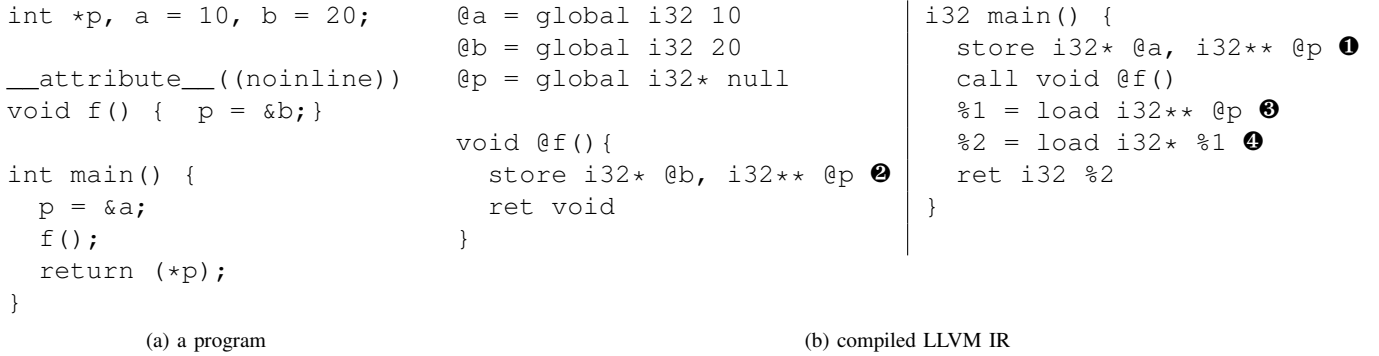 int *p, a = 10, b = 20;
__attribute__((noinline))
void f() {  p = &b;}
int main() {
  p = &a;
  f();
  return (*p);
}
(a) a program
@a = global i32 10
@b = global i32 20
@p = global i32* null
void @f(){
  store i32* @b, i32** @p ❷
  ret void
}
i32 main() {
  store i32* @a, i32** @p ❶
  call void @f()
  %1 = load i32** @p ❸
  %2 = load i32* %1 ❹
  ret i32 %2
}
(b) compiled LLVM IR